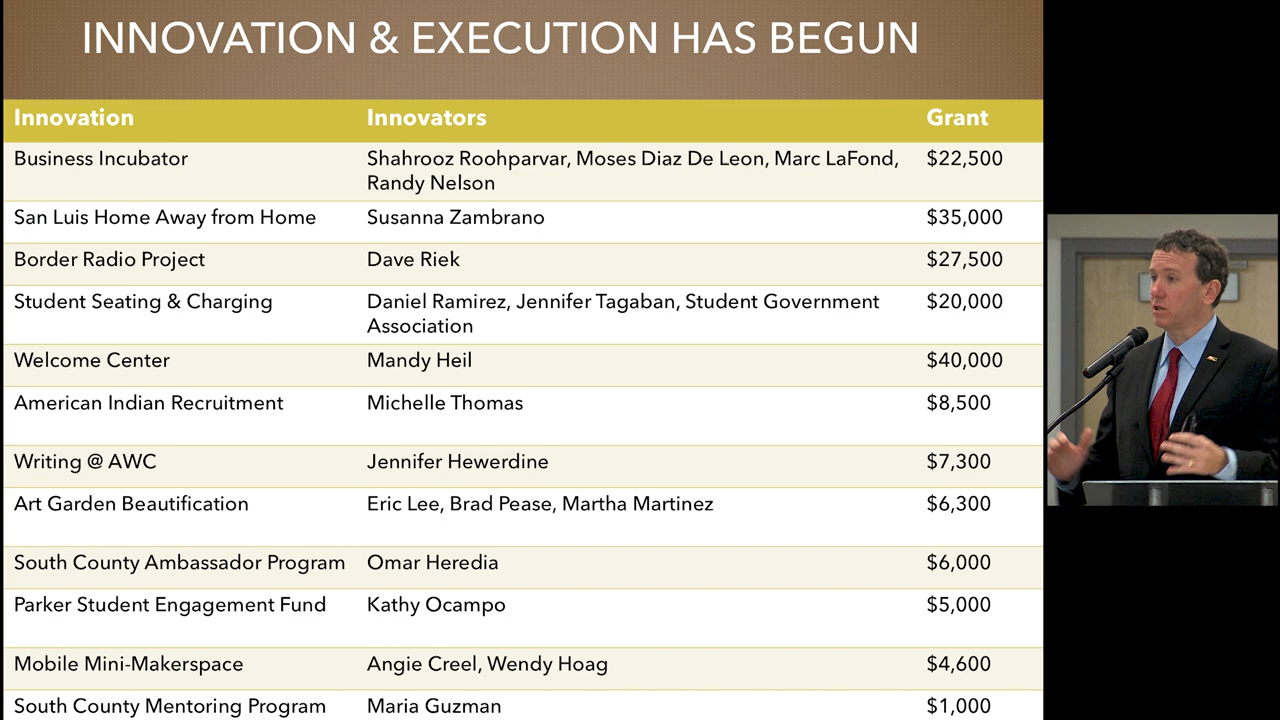 INNOVATION & EXECUTION HAS BEGUN
Innovation Innovators Grant
Business Incubator Shahrooz Roohparvar, Moses Diaz De Leon, Marc LaFond, $22,500
Randy Nelson
San Luis Home Away from Home Susanna Zambrano $35,000
Border Radio Project Dave Riek $27,500
Student Seating & Charging Daniel Ramirez, Jennifer Tagaban, Student Government $20,000
Association
Welcome Center Mandy Heil $40,000
American Indian Recruitment Michelle Thomas $8,500
Writing @ AWC Jennifer Hewerdine $7,300
Art Garden Beautification Eric Lee, Brad Pease, Martha Martinez $6,300
South County Ambassador Program Omar Heredia $6,000
Parker Student Engagement Fund Kathy Ocampo $5,000
Mobile Mini-Makerspace Angie Creel, Wendy Hoag $4,600
South County Mentoring Program Maria Guzman $1,000